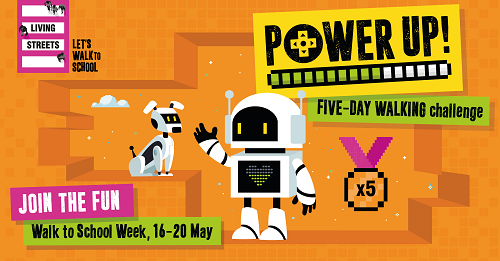 LIVING
STREETS
LET'S
WALK TO
SCHOOL
POWER UP!
FIVE-DAY WALKING challenge
x5
JOIN THE FUN
Walk to School Week, 16-20 May